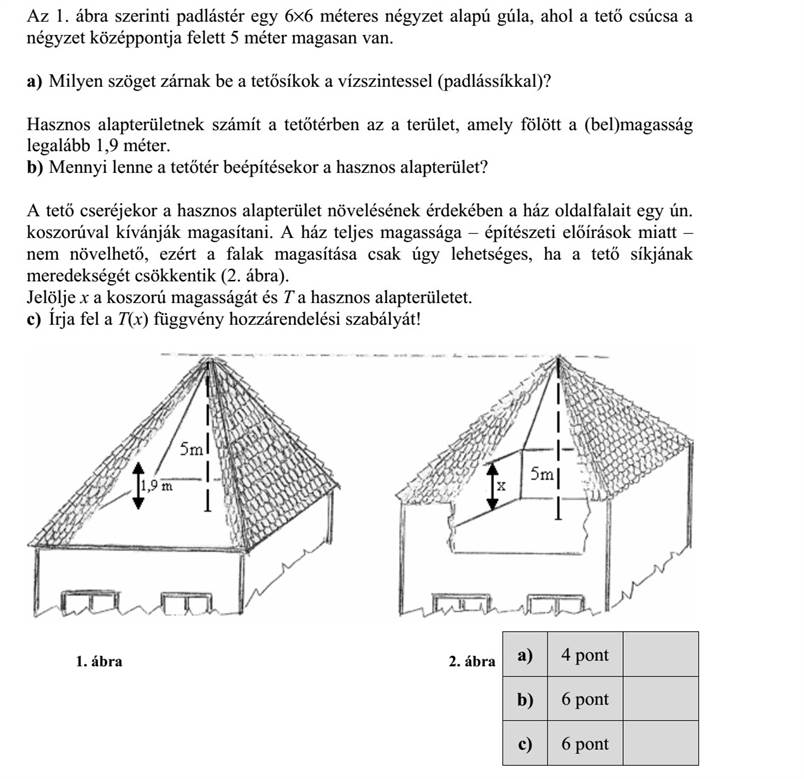 Az 1. ábra szerinti padlástér egy 6×6 méteres négyzet alapú gúla, ahol a tető csúcsa a
négyzet középpontja felett 5 méter magasan van.
a) Milyen szöget zárnak be a tetősíkok a vízszintessel (padlássíkkal)?
Hasznos alapterületnek számít a tetőtérben az a terület, amely fölött a (bel)magasság
legalább 1,9 méter.
b) Mennyi lenne a tetőtér beépítésekor a hasznos alapterület?
A tető cseréjekor a hasznos alapterület növelésének érdekében a ház oldalfalait egy ún.
koszorúval kívánják magasítani. A ház teljes magassága – építészeti előírások miatt –
nem növelhető, ezért a falak magasítása csak úgy lehetséges, ha a tető síkjának
meredekségét csökkentik (2. ábra).
Jelölje x a koszorú magasságát és T a hasznos alapterületet.
c) Írja fel a T(x) függvény hozzárendelési szabályát!
5m
1,9 m
5m
x
1. ábra
2. ábra
a) 4 pont
b) 6 pont
c) 6 pont